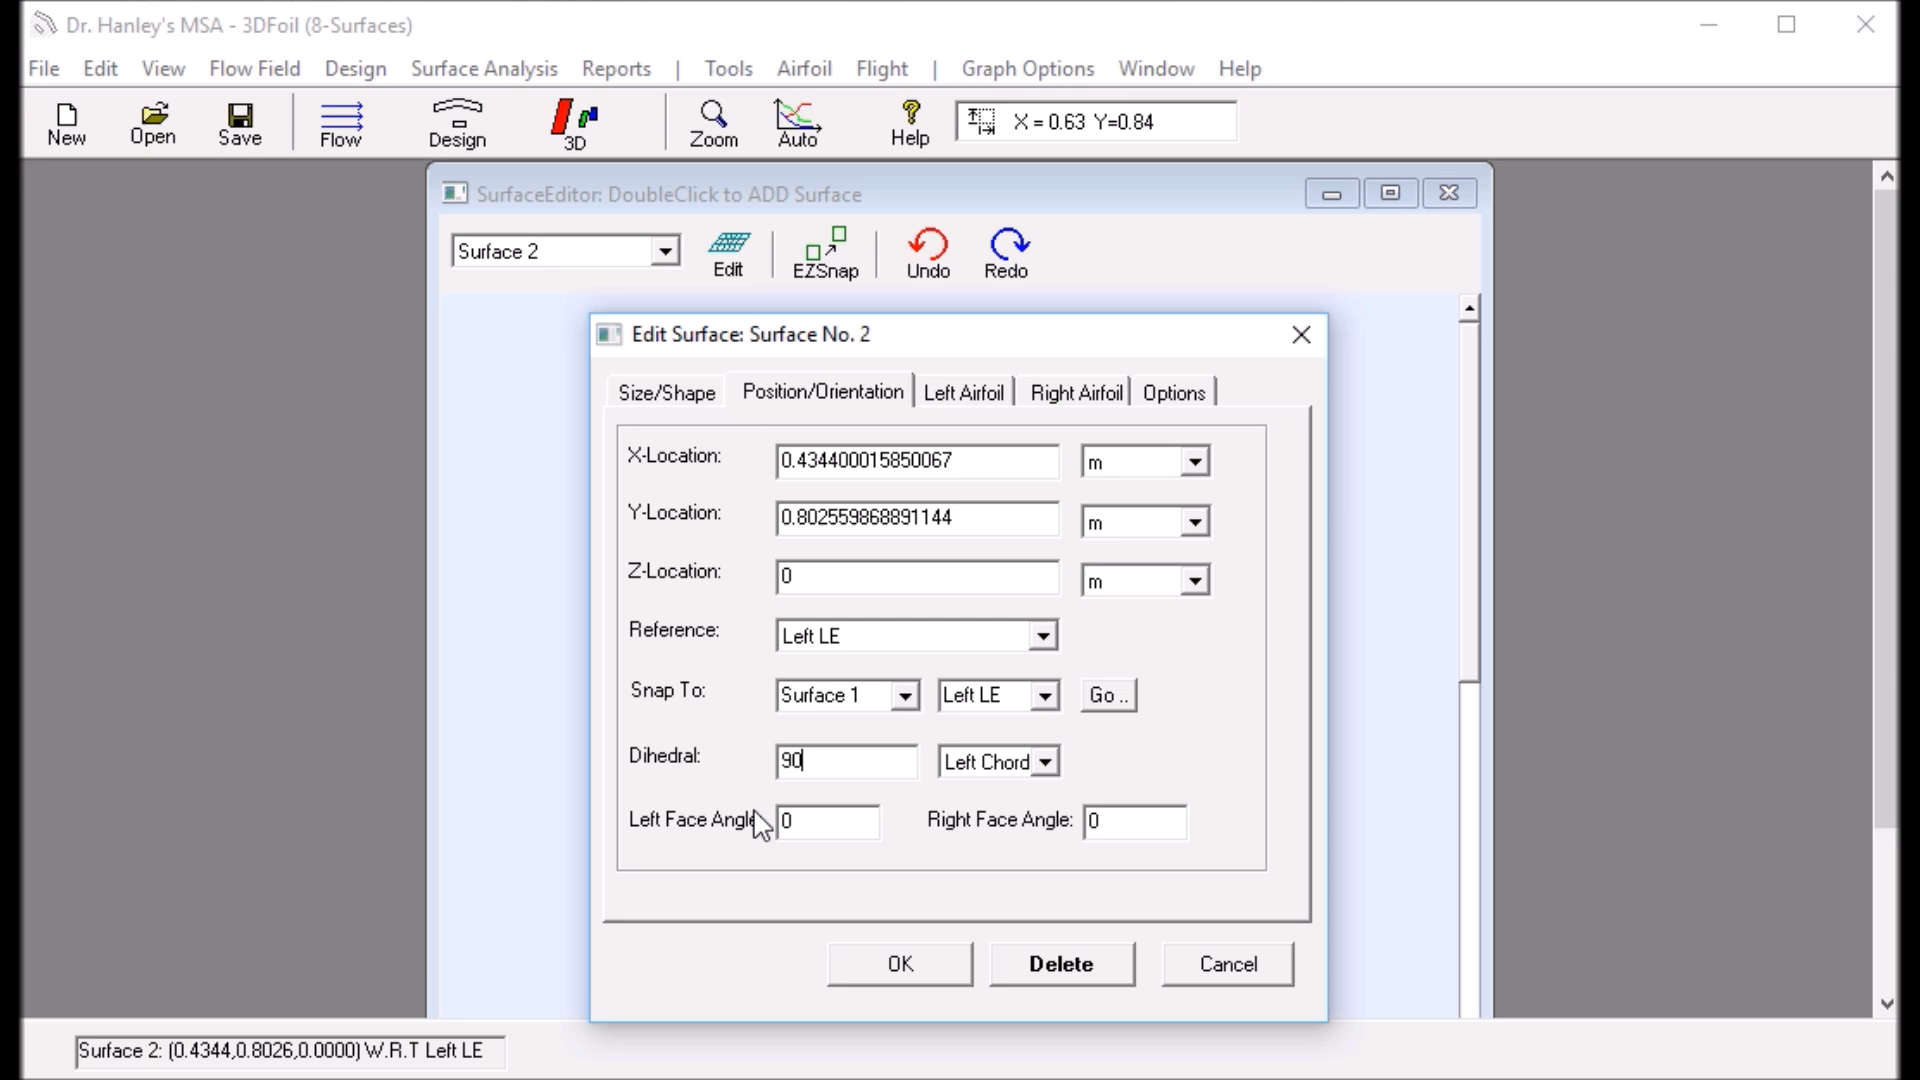 Dr. Hanley's MSA - 3DFoil (8-Surfaces)
File Edit View Flow Field Design Surface Analysis Reports | Tools Airfoil Flight | Graph Options Window Help
New Open Save Flow Design 3D Zoom Auto Help X = 0.63 Y=0.84
SurfaceEditor: DoubleClick to ADD Surface
Surface 2 Edit EZSnap Undo Redo
Edit Surface: Surface No. 2
Size/Shape Position/Orientation Left Airfoil Right Airfoil Options
X-Location: 0.434400015850067 m
Y-Location: 0.802559868891144 m
Z-Location: 0 m
Reference: Left LE
Snap To: Surface 1 Left LE Go ..
Dihedral: 90 Left Chord
Left Face Angle 0 Right Face Angle: 0
OK Delete Cancel
Surface 2: (0.4344,0.8026,0.0000) W.R.T Left LE